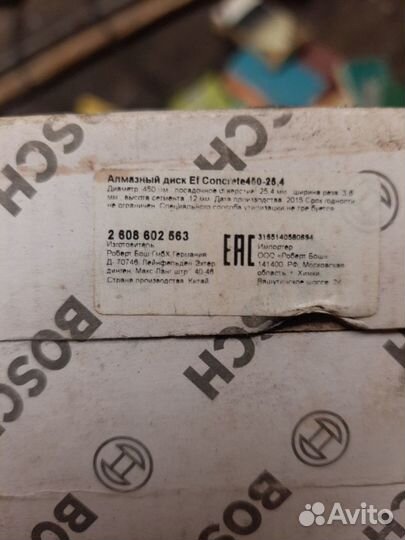 BOSCH
Алмазный диск Ef Concrete450-25,4
Диаметр 450 мм, посадочное отверстие 25.4 мм, ширина реза 3.6
мм, высота сегмента 12 мм. Дата производства: 2015 Срок годности
не ограничен. Специального способа утилизации не требуется.
2 608 602 563
Изготовитель
Роберт Бош ГмбХ, Германия
Д- 70746, Лейнфельден Эхтер
динген, Макс Ланг штр. 40-46
Страна производства: Китай
EAC
3165140580694
Импортер
ООО «Роберт Бош»
141400 РФ, Московская
область, г. Химки,
Вашутинское шоссе, 24
BOSCH
BOSCH
BOSCH
Avito